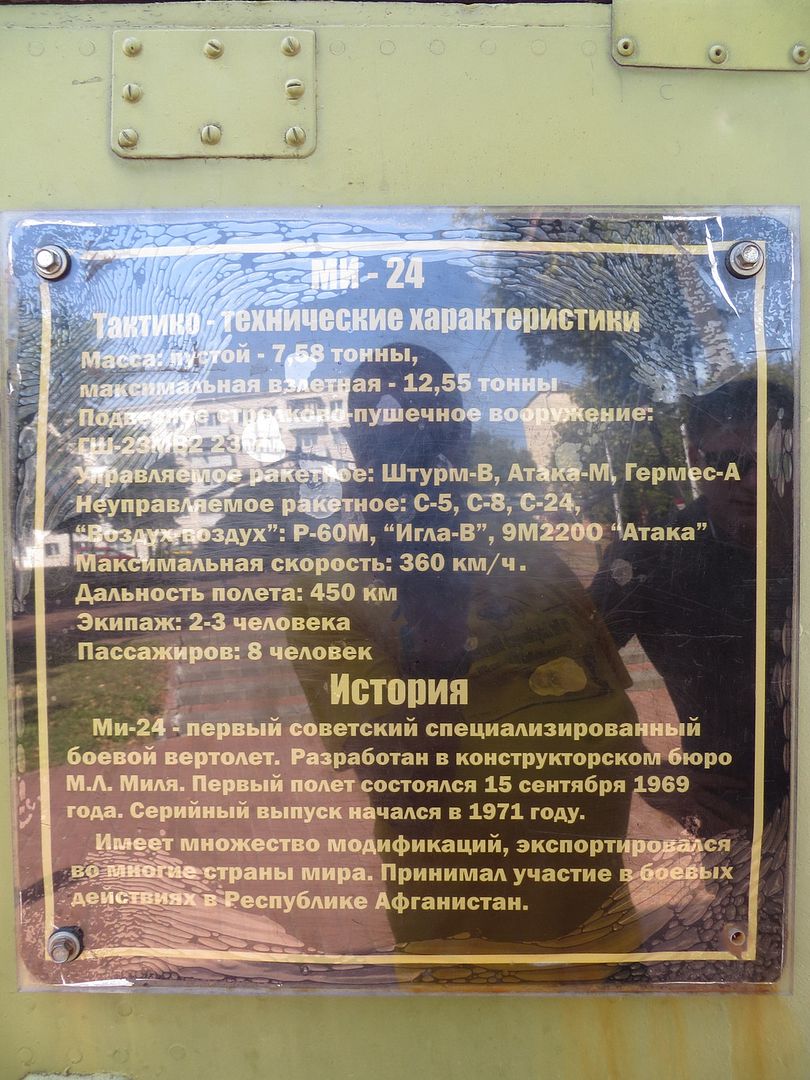 МИ - 24
Тактико - технические характеристики
Масса: пустой - 7,58 тонны,
максимальная взлетная - 12,55 тонны
Подвесное стрелково-пушечное вооружение:
Управляемое ракетное: Штурм-В, Атака-М, Гермес-А
Неуправляемое ракетное: С-5, С-8, С-24,
“Воздух-воздух”: Р-60М, “Игла-В”, 9М220О “Атака”
Максимальная скорость: 360 км/ч.
Дальность полета: 450 км
Экипаж: 2-3 человека
Пассажиров: 8 человек
История
Ми-24 - первый советский специализированный
боевой вертолет. Разработан в конструкторском бюро
М.Л. Миля. Первый полет состоялся 15 сентября 1969
года. Серийный выпуск начался в 1971 году.
Имеет множество модификаций, экспортировался
во многие страны мира. Принимал участие в боевых
действиях в Республике Афганистан.